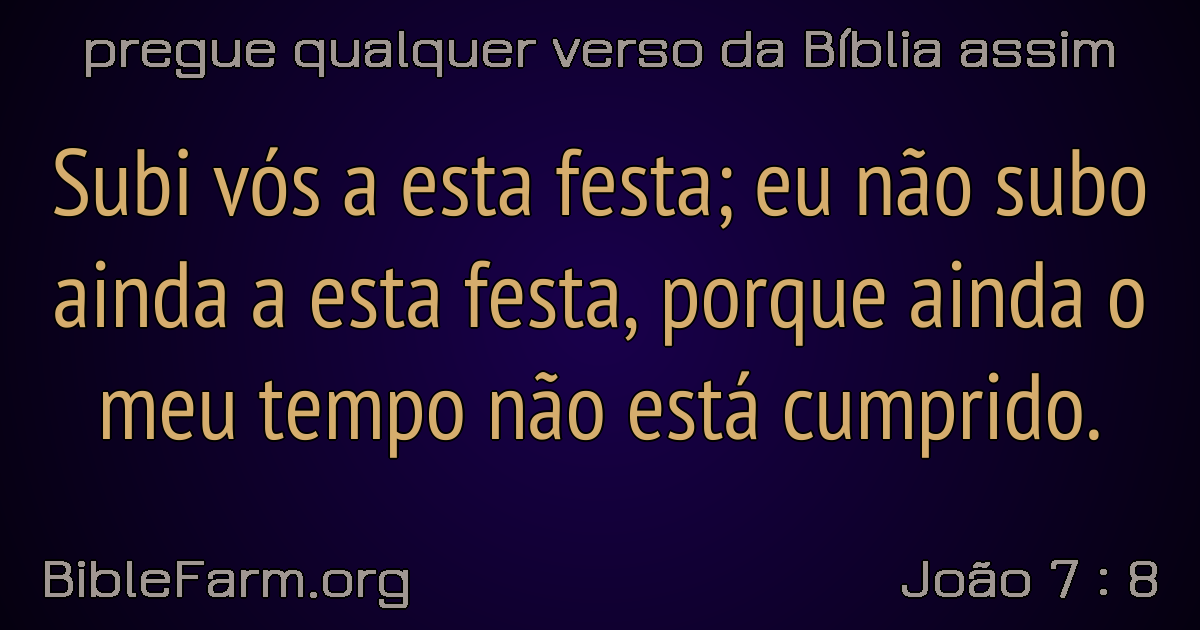 pregue qualquer verso da Bíblia assim
Subi vós a esta festa; eu não subo
ainda a esta festa, porque ainda o
meu tempo não está cumprido.
BibleFarm.org
João 7 : 8